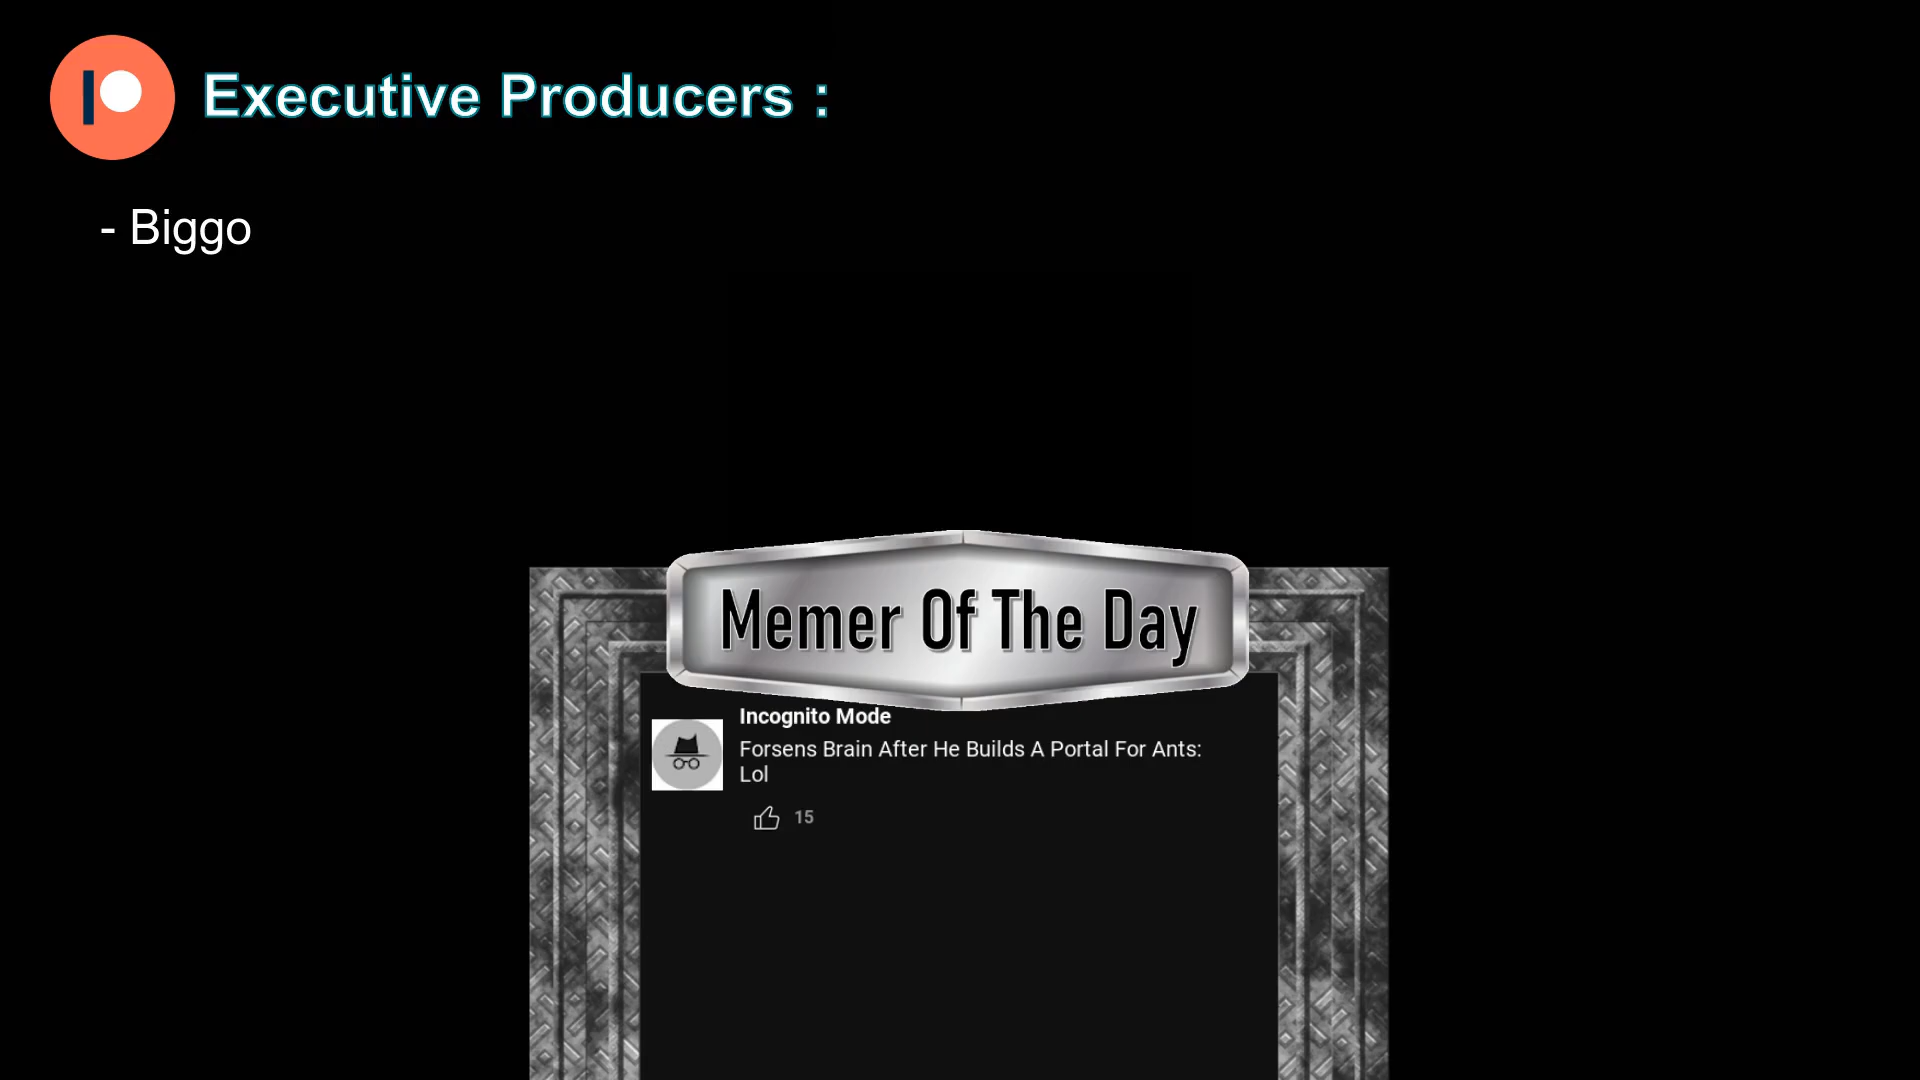 Executive Producers :
- Biggo
Memer Of The Day
Incognito Mode
Forsens Brain After He Builds A Portal For Ants:
Lol
15